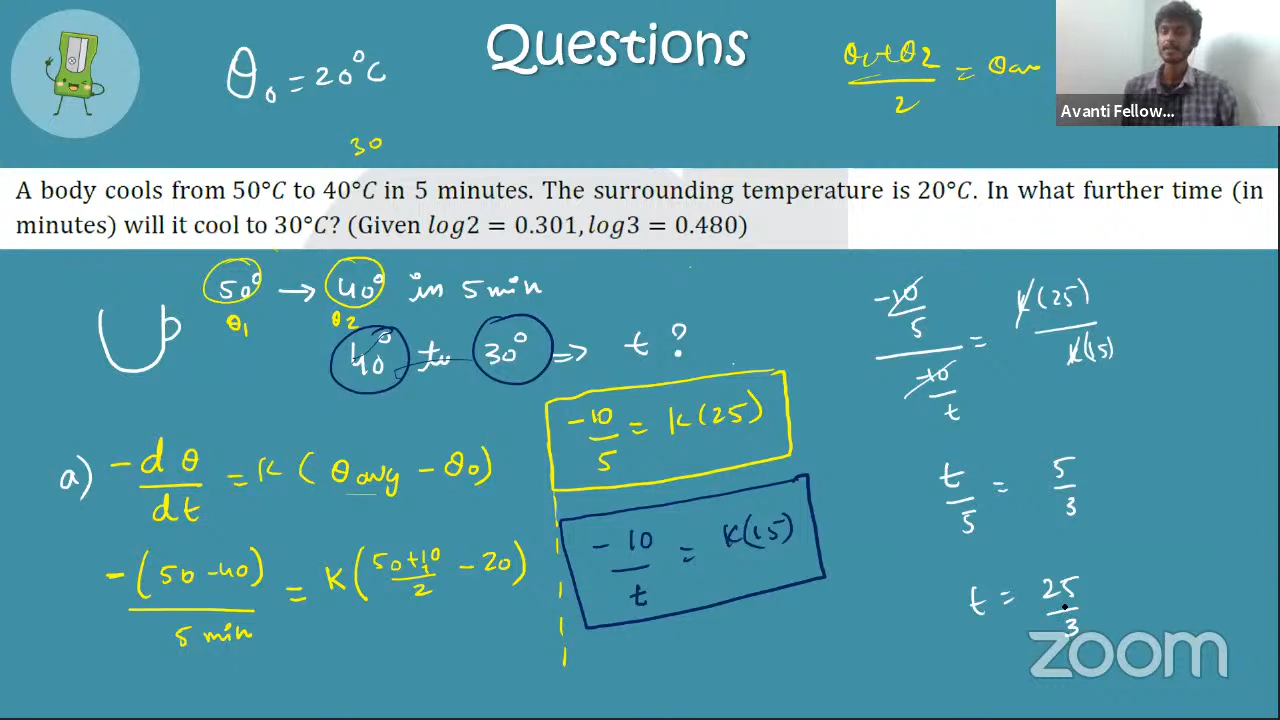 Questions
θ₀ = 20°C
θ1+θ2 / 2 = θav
30
Avanti Fellow...
A body cools from 50°C to 40°C in 5 minutes. The surrounding temperature is 20°C. In what further time (in
minutes) will it cool to 30°C? (Given log2 = 0.301, log3 = 0.480)
50° → 40° in 5 min
θ1 θ2
40° to 30° => t ?
a) -dθ/dt = K (θavg - θ0)
-(50-40) / 5 min = K (50+40/2 - 20)
-10/5 = K(25)
-10/t = K(15)
-10/5 / -10/t = K(25) / K(15)
t/5 = 5/3
t = 25/3
zoom